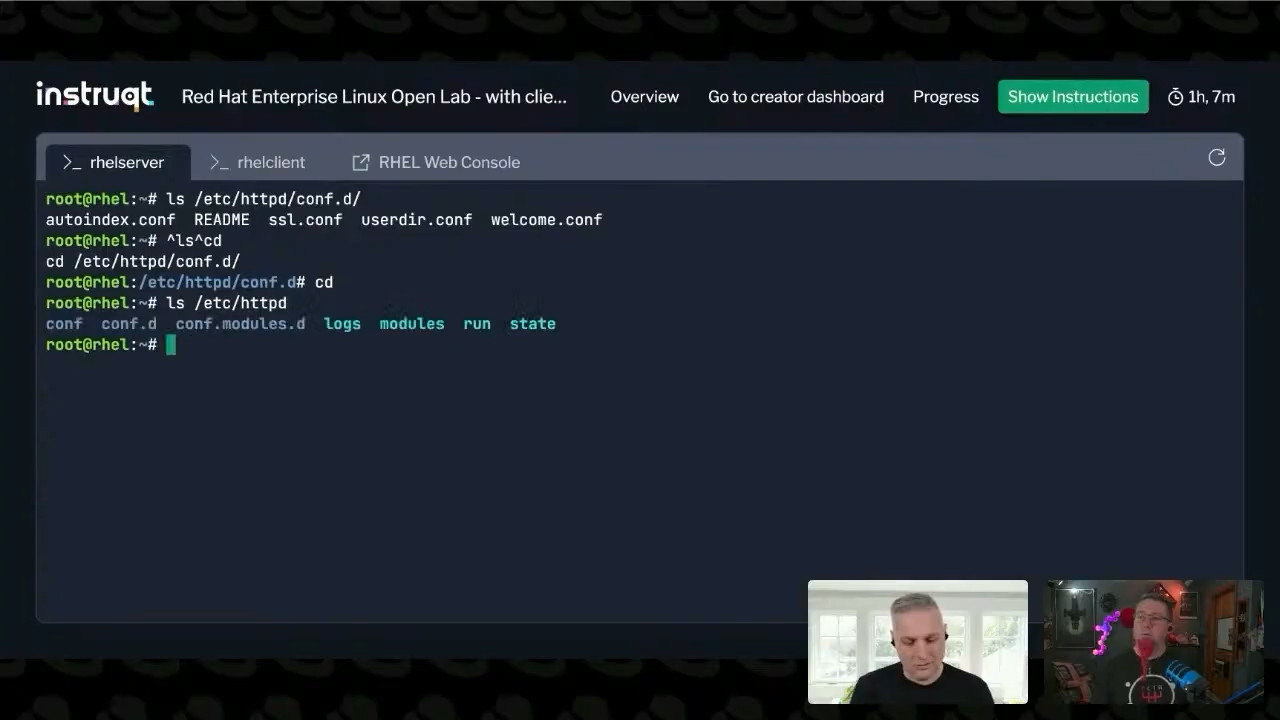 instruqt Red Hat Enterprise Linux Open Lab - with clie... Overview Go to creator dashboard Progress Show Instructions 1h, 7m
>_ rhelserver >_ rhelclient RHEL Web Console
root@rhel:~# ls /etc/httpd/conf.d/
autoindex.conf README ssl.conf userdir.conf welcome.conf
root@rhel:~# ^ls^cd
cd /etc/httpd/conf.d/
root@rhel:/etc/httpd/conf.d# cd
root@rhel:~# ls /etc/httpd
conf conf.d conf.modules.d logs modules run state
root@rhel:~#